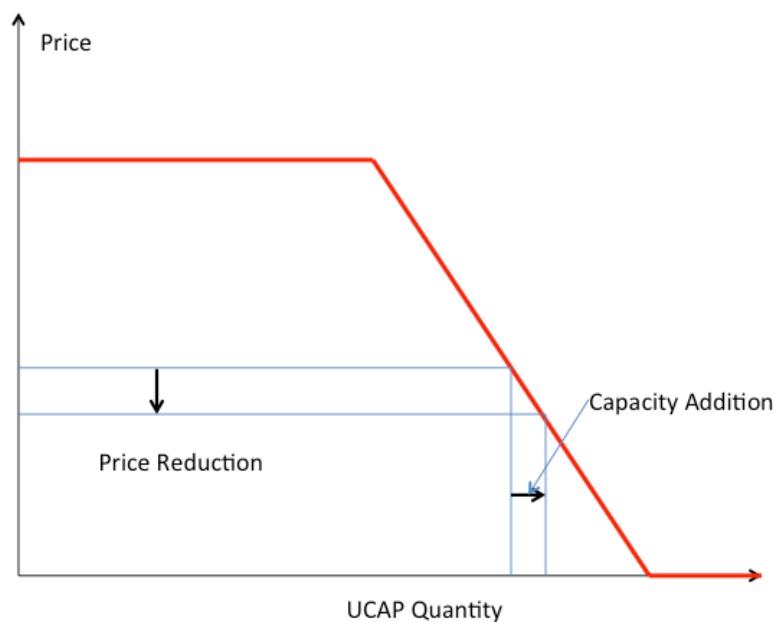 Price
Capacity Addition
Price Reduction
UCAP Quantity